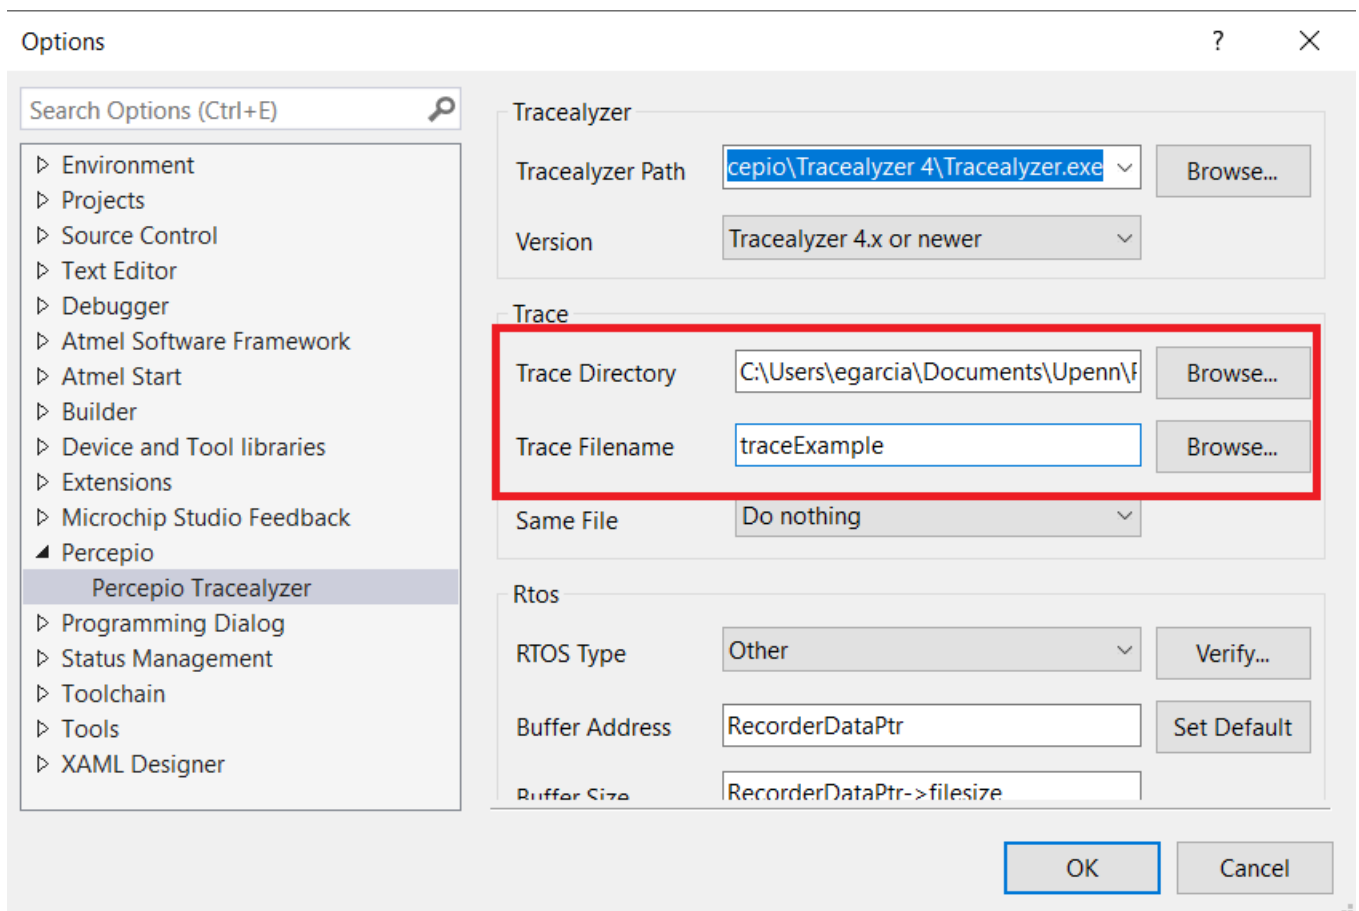 Options
?
Search Options (Ctrl+E)
Environment
Projects
Source Control
Text Editor
Debugger
Atmel Software Framework
Atmel Start
Builder
Device and Tool libraries
Extensions
Microchip Studio Feedback
Percepio
Percepio Tracealyzer
Programming Dialog
Status Management
Toolchain
Tools
XAML Designer
Tracealyzer
Tracealyzer Path cepio\Tracealyzer 4\Tracealyzer.exe Browse...
Version Tracealyzer 4.x or newer
Trace
Trace Directory C:\Users\egarcia\Documents\Upenn\ Browse...
Trace Filename traceExample Browse...
Same File Do nothing
Rtos
RTOS Type Other Verify...
Buffer Address RecorderDataPtr Set Default
Buffer Size RecorderDataPtr->filesize
OK Cancel